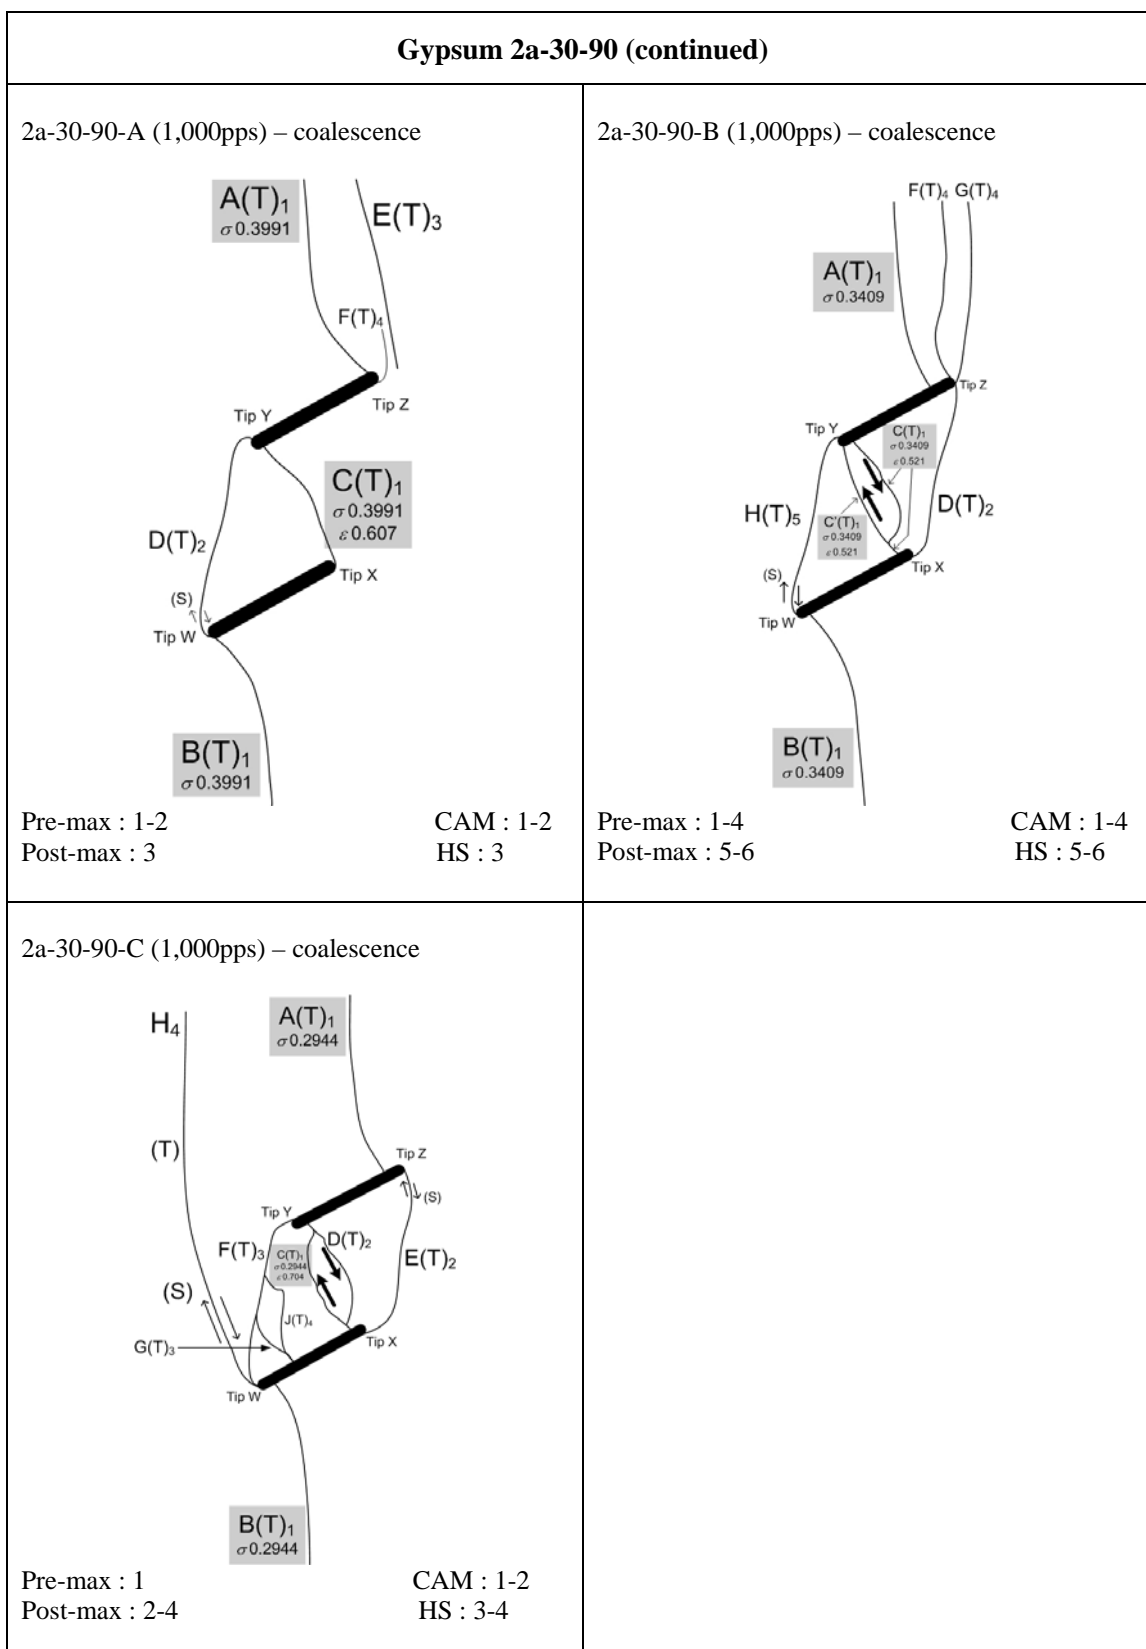 Gypsum 2a-30-90 (continued)
2a-30-90-A (1,000pps) – coalescence
A(T)₁
σ 0.3991
E(T)₃
F(T)₄
Tip Z
Tip Y
C(T)₁
σ 0.3991
ε 0.607
D(T)₂
Tip X
(S)
Tip W
B(T)₁
σ 0.3991
Pre-max : 1-2 CAM : 1-2
Post-max : 3 HS : 3
2a-30-90-B (1,000pps) – coalescence
F(T)₄ G(T)₄
A(T)₁
σ 0.3409
Tip Z
Tip Y
C(T)₁
σ 0.3409
ε 0.521
H(T)₅
D(T)₂
C'(T)₁
σ 0.3409
ε 0.521
Tip X
(S)
Tip W
B(T)₁
σ 0.3409
Pre-max : 1-4 CAM : 1-4
Post-max : 5-6 HS : 5-6
2a-30-90-C (1,000pps) – coalescence
H₄
A(T)₁
σ 0.2944
(T)
Tip Z
(S)
Tip Y
D(T)₂
F(T)₃
C(T)₁
σ 0.2944
ε 0.704
E(T)₂
(S)
J(T)₄
G(T)₃
Tip X
Tip W
B(T)₁
σ 0.2944
Pre-max : 1 CAM : 1-2
Post-max : 2-4 HS : 3-4